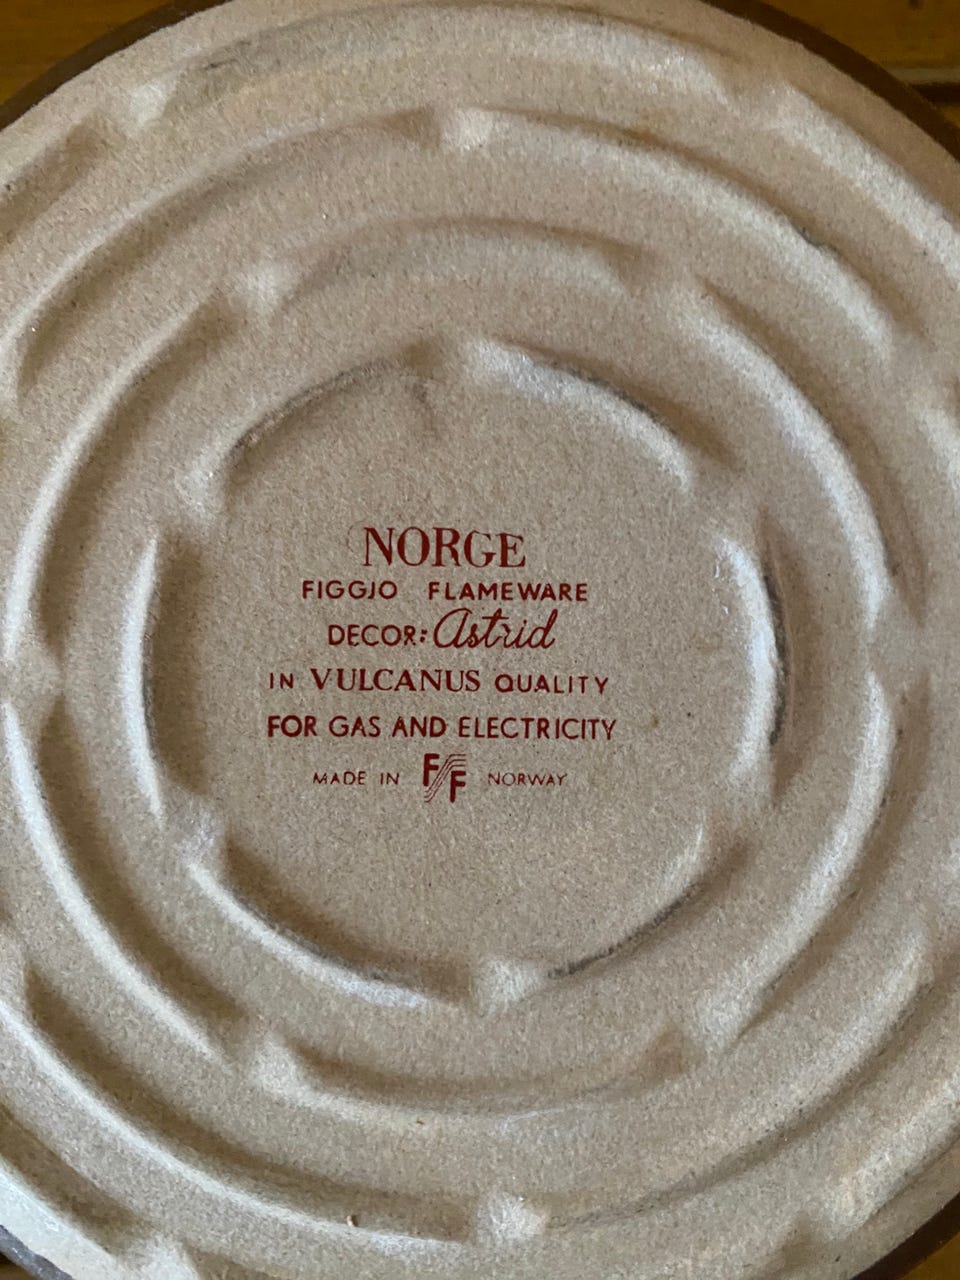 NORGE
FIGGJO FLAMEWARE
DECOR: Astrid
IN VULCANUS QUALITY
FOR GAS AND ELECTRICITY
MADE IN FF NORWAY